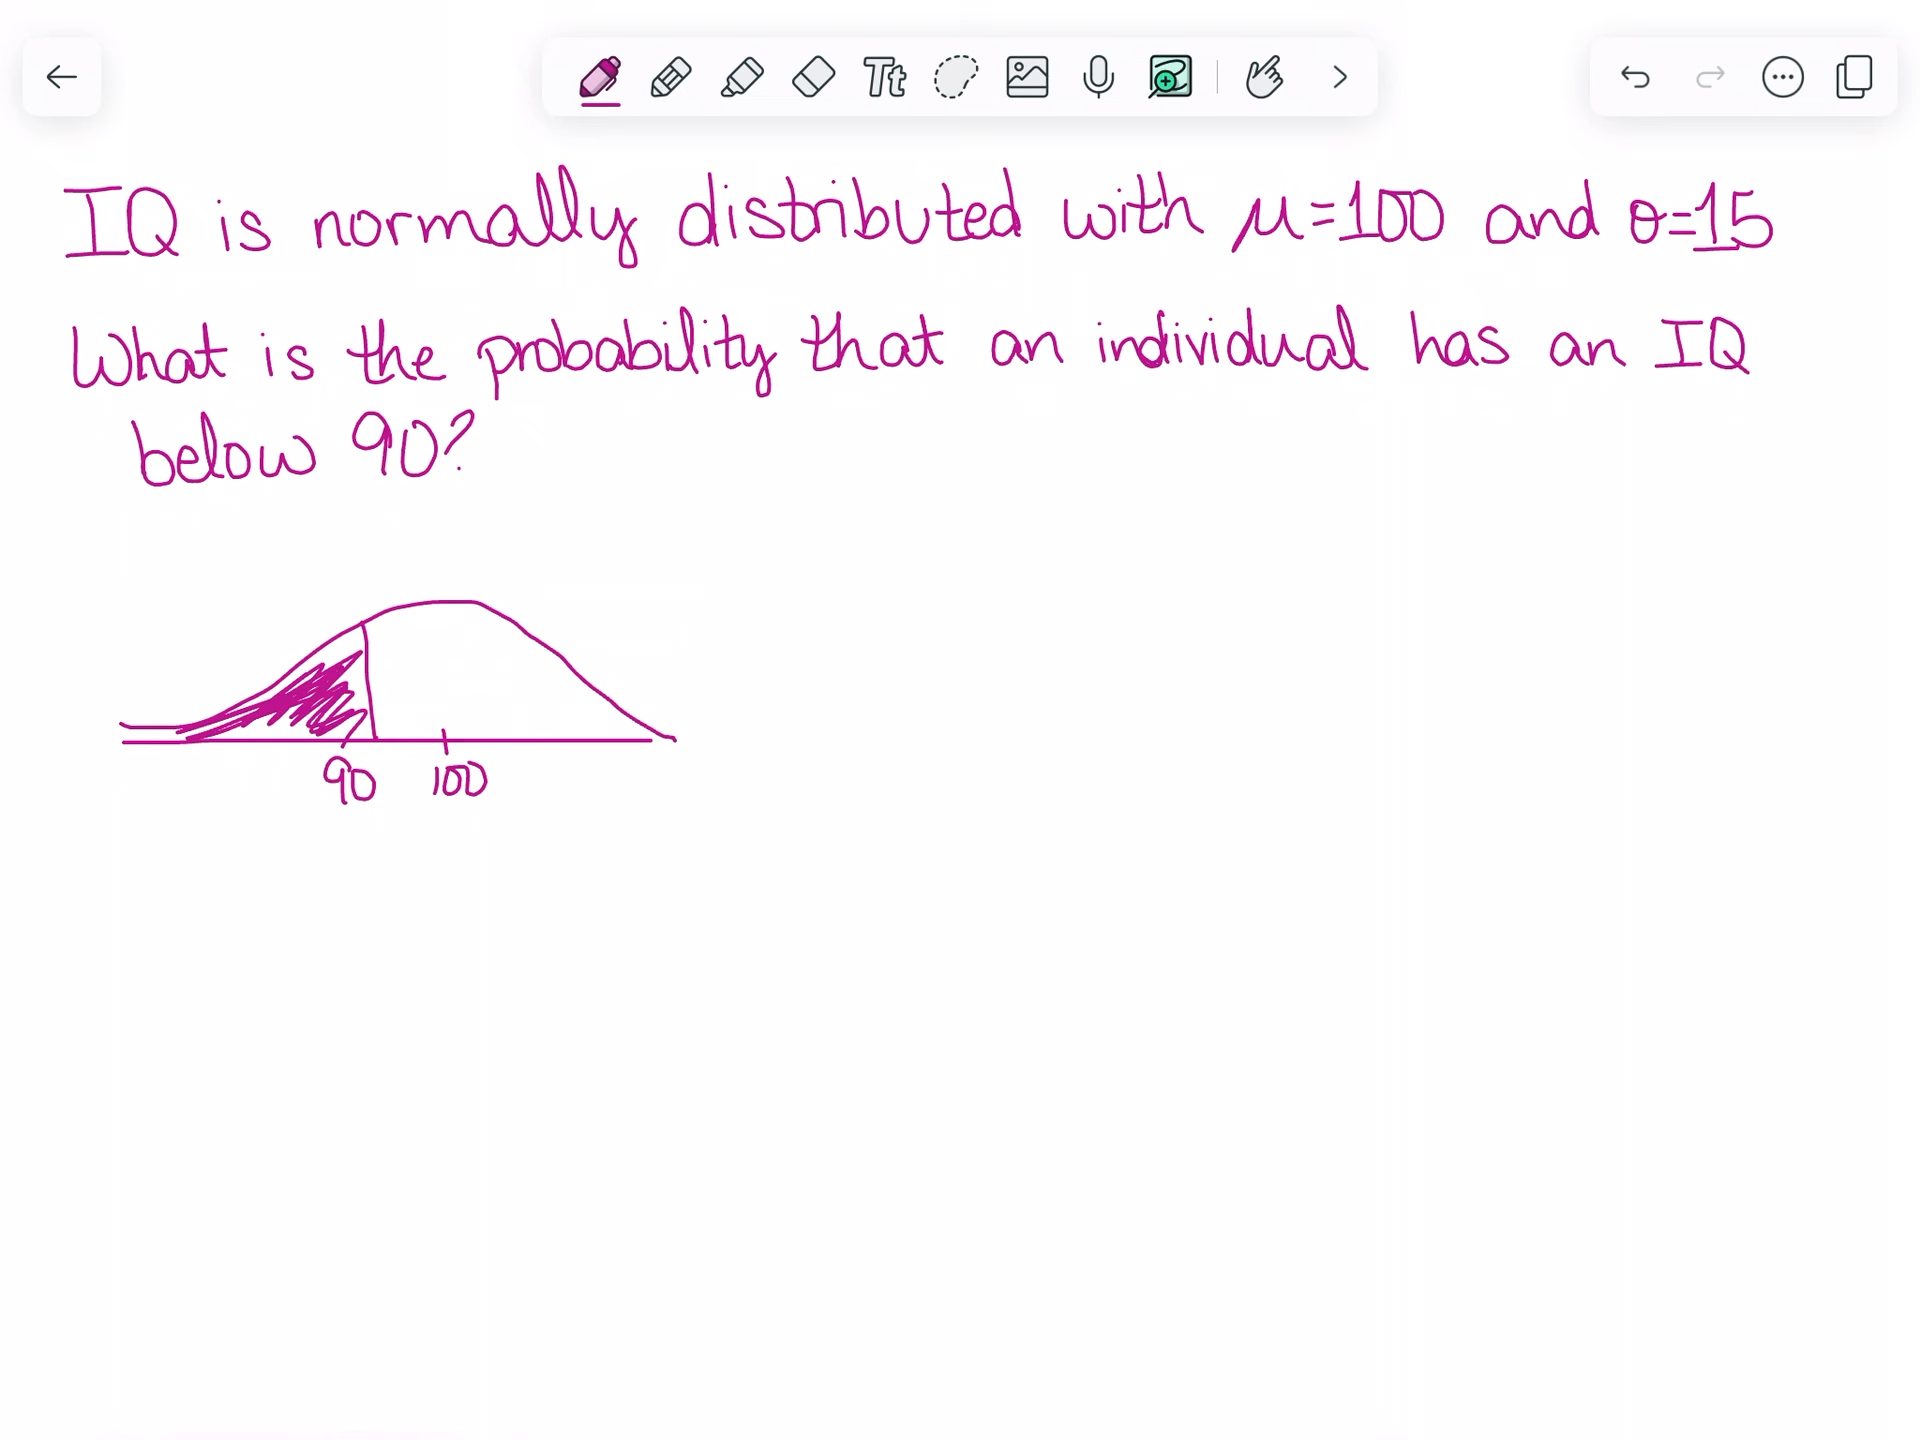 Tt
IQ is normally distributed with μ=100 and σ=15
What is the probability that an individual has an IQ
below 90?
90 100